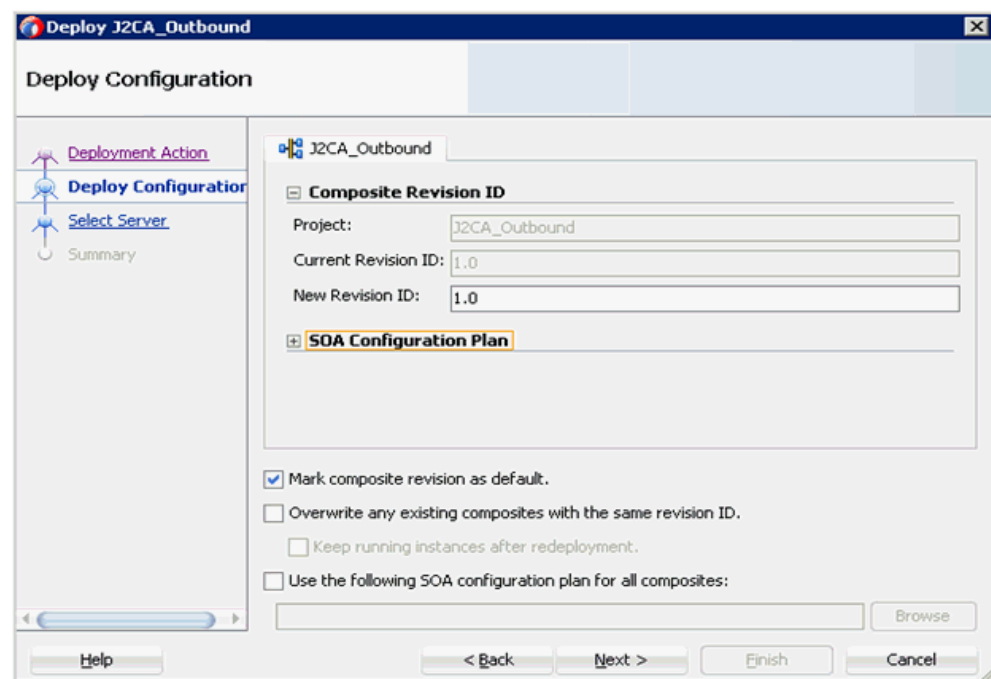 Deploy J2CA_Outbound
Deploy Configuration
Deployment Action
Deploy Configuration
Select Server
Summary
J2CA_Outbound
Composite Revision ID
Project: J2CA_Outbound
Current Revision ID: 1.0
New Revision ID: 1.0
SOA Configuration Plan
Mark composite revision as default.
Overwrite any existing composites with the same revision ID.
Keep running instances after redeployment.
Use the following SOA configuration plan for all composites:
Browse
Help < Back Next > Finish Cancel